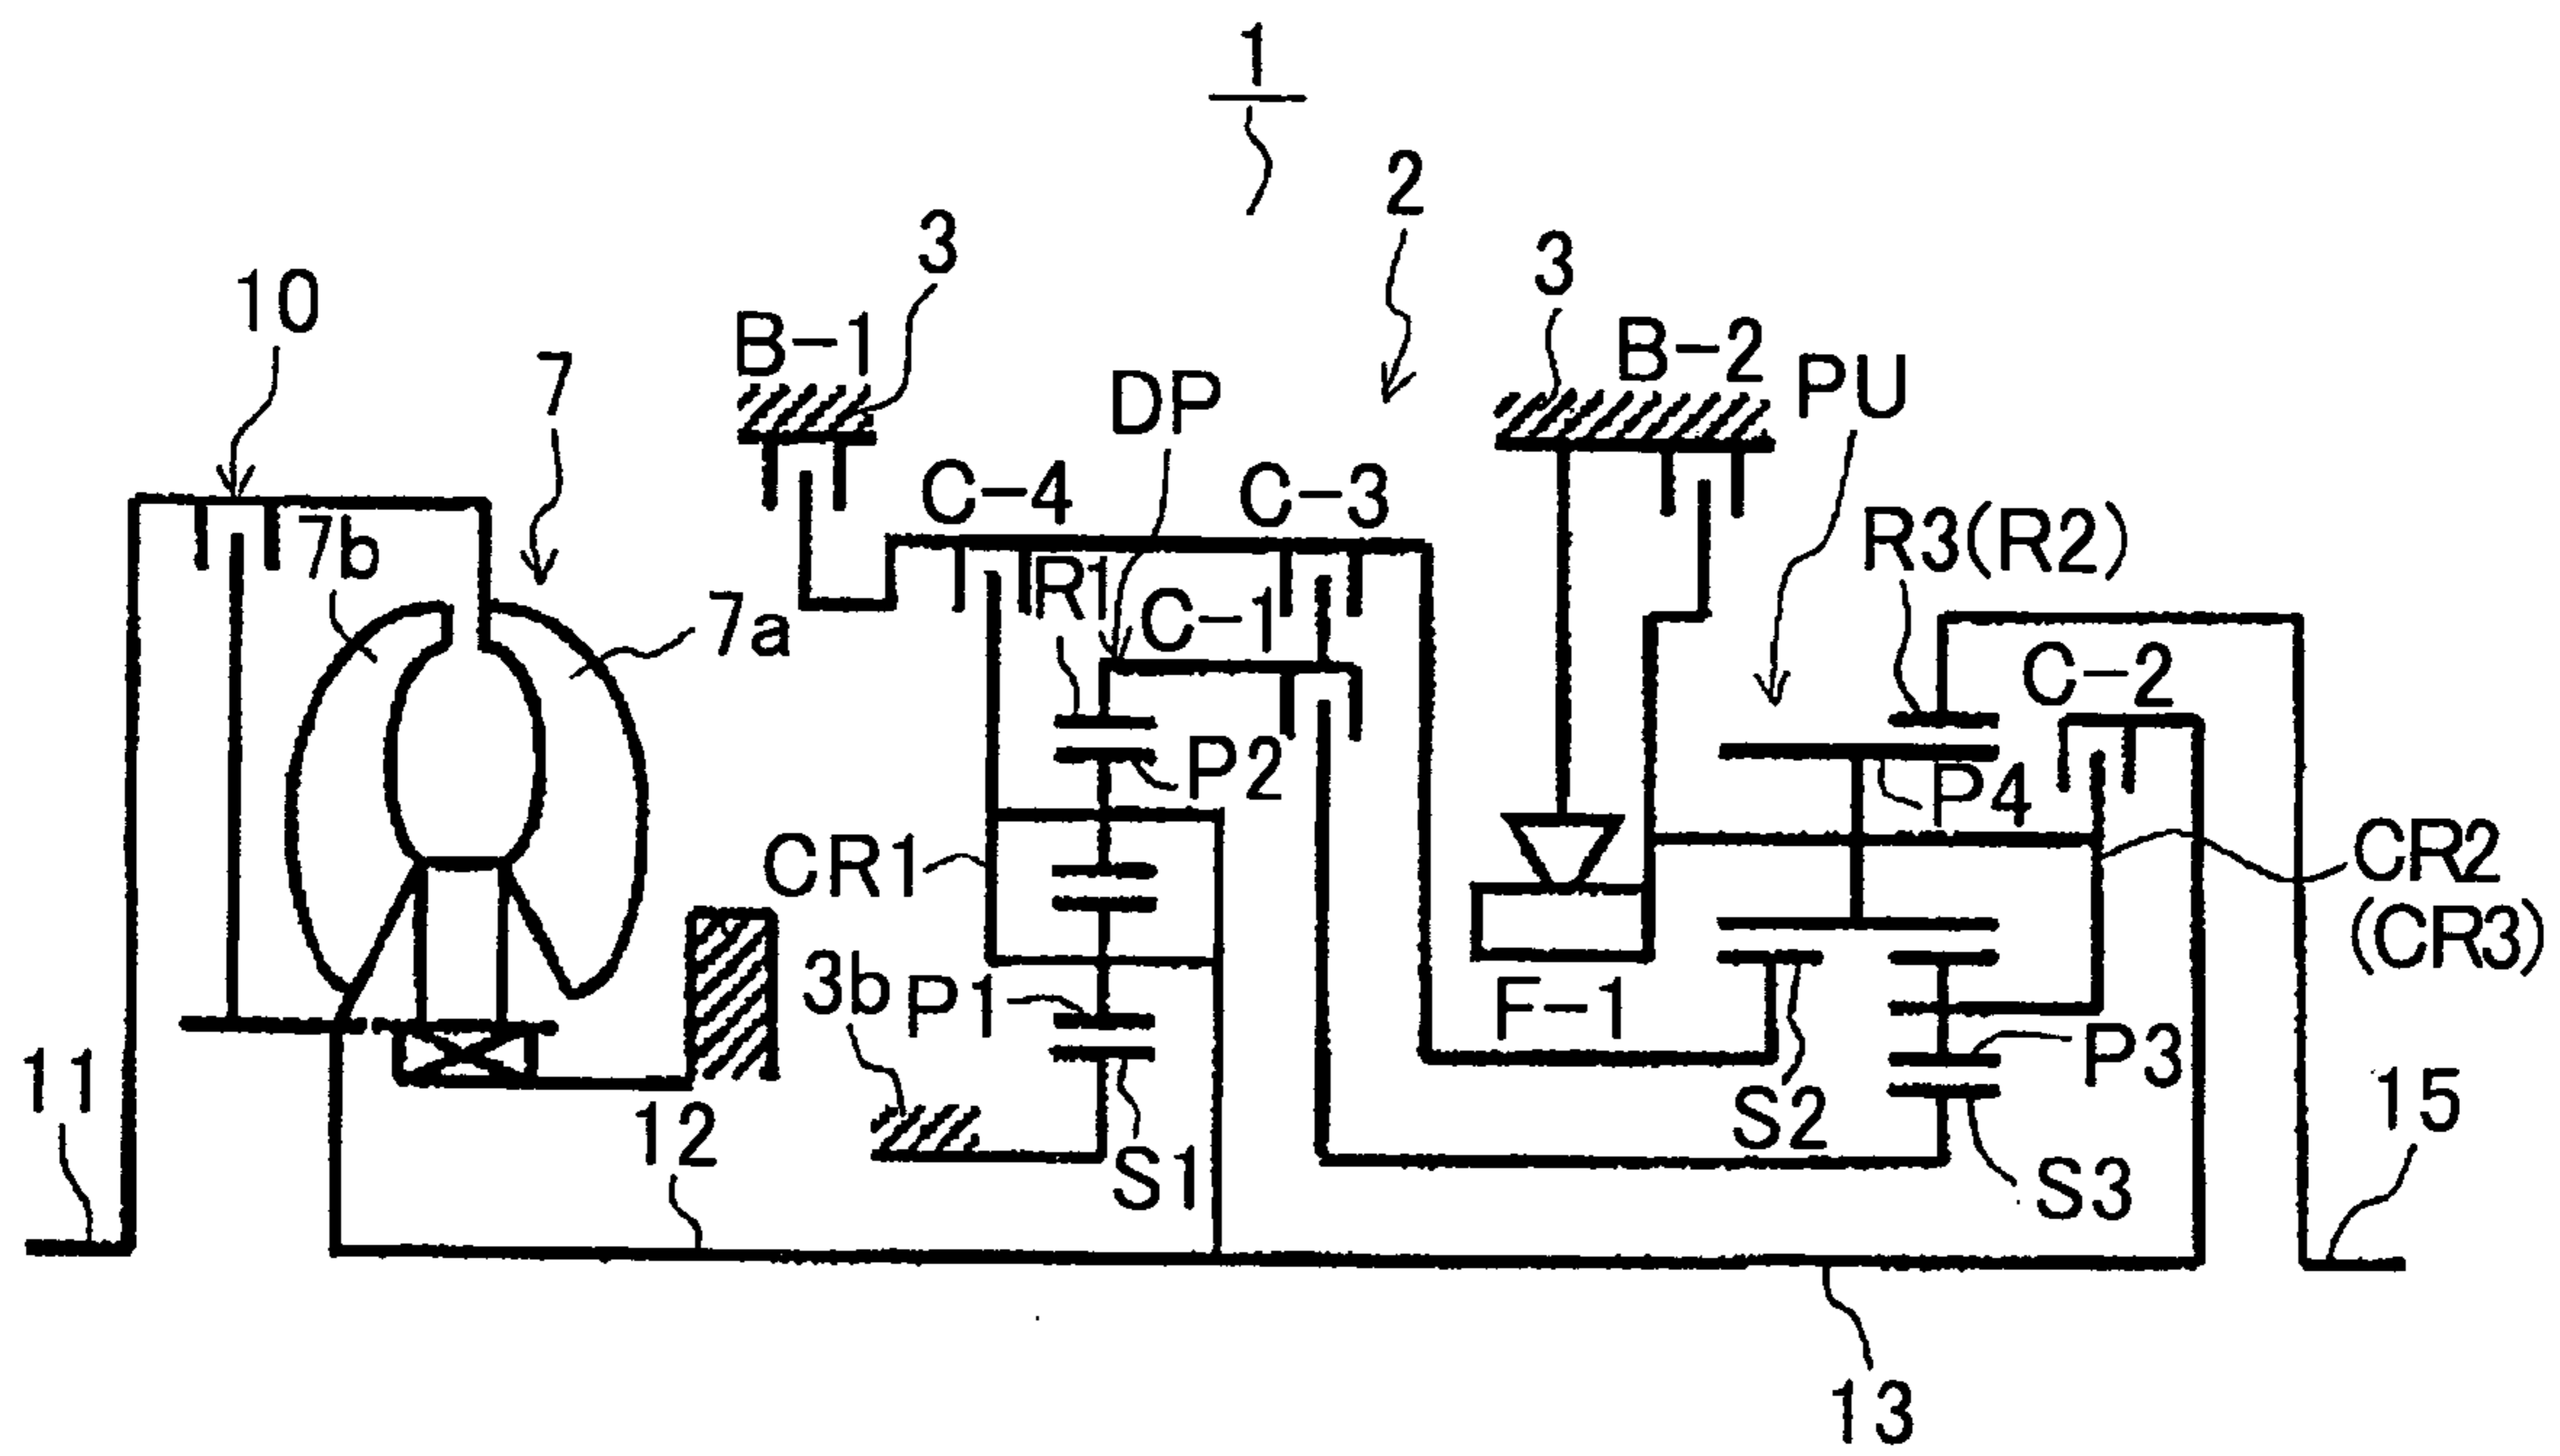 1
2
3
3
10
B-1
B-2
7
DP
PU
C-4
C-3
R3(R2)
7b
R1
7a
C-1
C-2
P2
P4
CR1
CR2
(CR3)
3b
P1
F-1
P3
11
12
S2
15
S1
S3
13